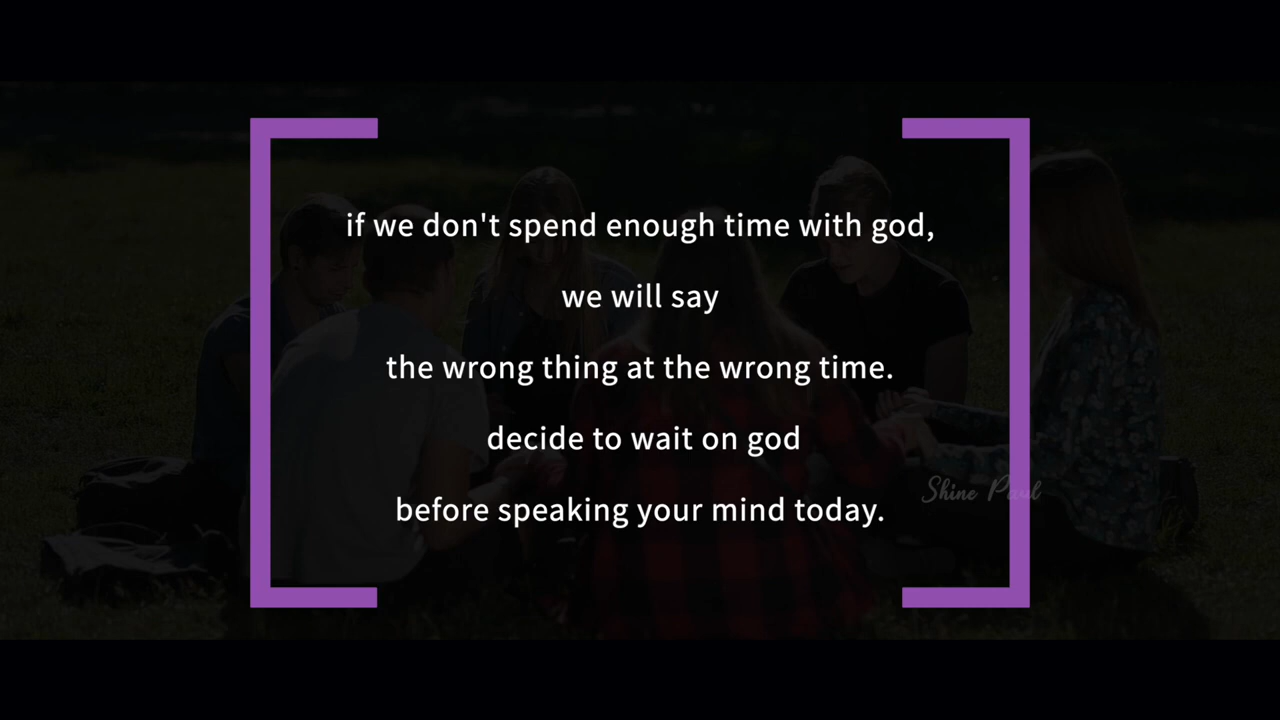 if we don't spend enough time with god,
we will say
the wrong thing at the wrong time.
decide to wait on god
before speaking your mind today.
Shine Paul